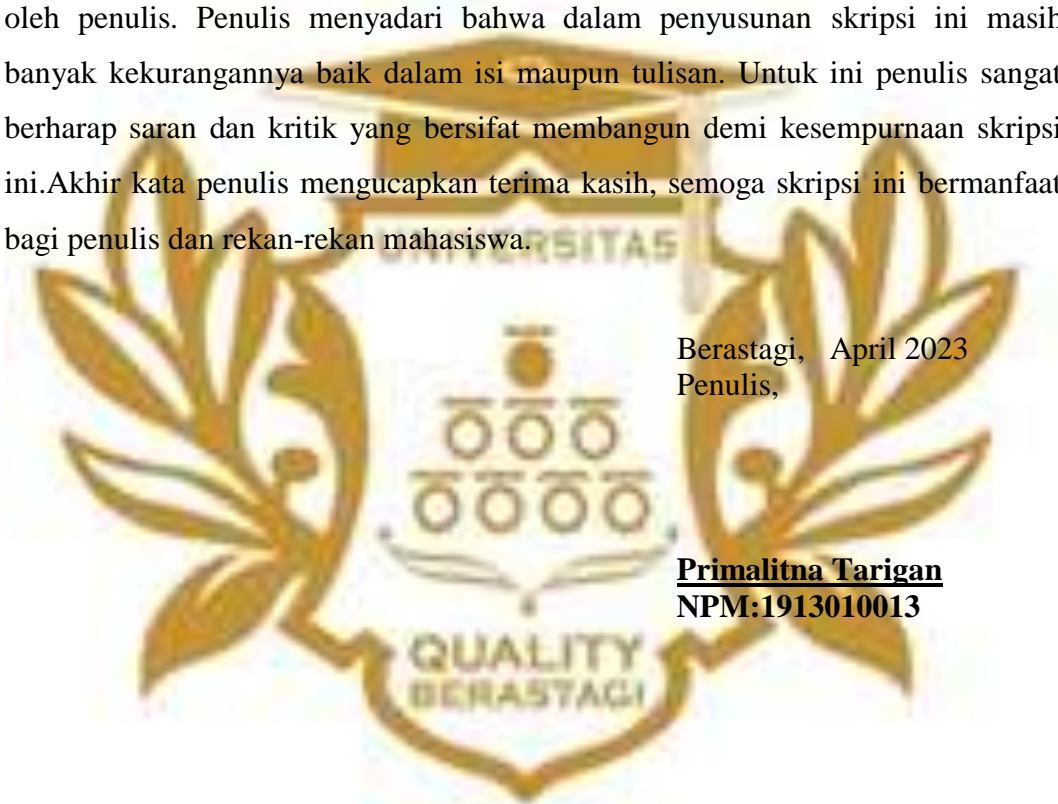 oleh penulis. Penulis menyadari bahwa dalam penyusunan skripsi ini masih
banyak kekurangannya baik dalam isi maupun tulisan. Untuk ini penulis sangat
berharap saran dan kritik yang bersifat membangun demi kesempurnaan skripsi
ini.Akhir kata penulis mengucapkan terima kasih, semoga skripsi ini bermanfaat
bagi penulis dan rekan-rekan mahasiswa.
UNIVERSITAS
Berastagi, April 2023
Penulis,
Primalitna Tarigan
NPM:1913010013
QUALITY
BERASTAGI